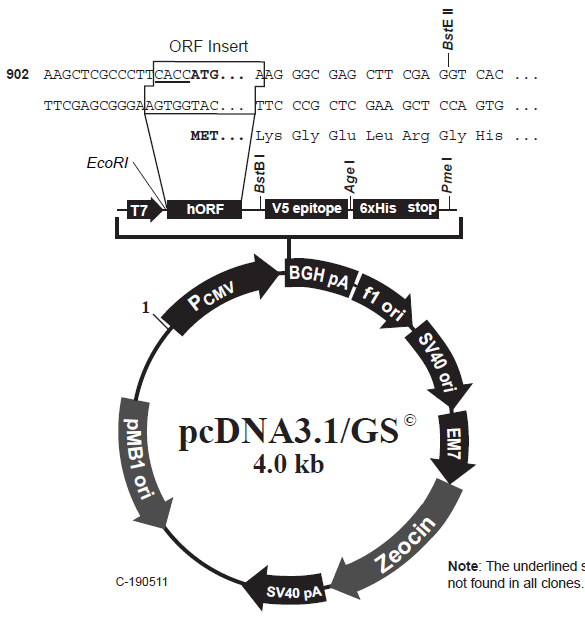 ORF Insert
BstE II
902 AAGCTCGCCCTTCACCATG... AAG GGC GAG CTT CGA GGT CAC ...
TTCGAGCGGGAAGTGGTAC... TTC CCG CTC GAA GCT CCA GTG ...
MET... Lys Gly Glu Leu Arg Gly His ...
EcoRI
BstB I
Age I
Pme I
T7 hORF V5 epitope 6xHis stop
1
PCMV
BGH pA
f1 ori
SV40 ori
EM7
Zeocin
SV40 pA
pMB1 ori
pcDNA3.1/GS©
4.0 kb
C-190511
Note: The underlined s
not found in all clones.